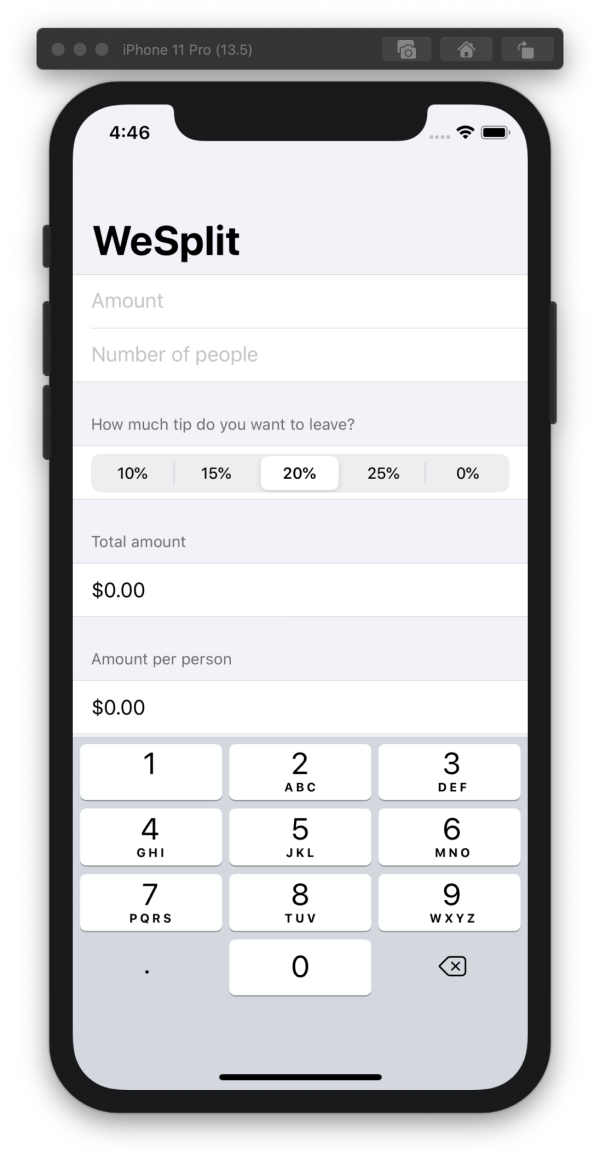 iPhone 11 Pro (13.5)
4:46
WeSplit
Amount
Number of people
How much tip do you want to leave?
10% 15% 20% 25% 0%
Total amount
$0.00
Amount per person
$0.00
1 2 3
ABC DEF
4 5 6
GHI JKL MNO
7 8 9
PQRS TUV WXYZ
. 0